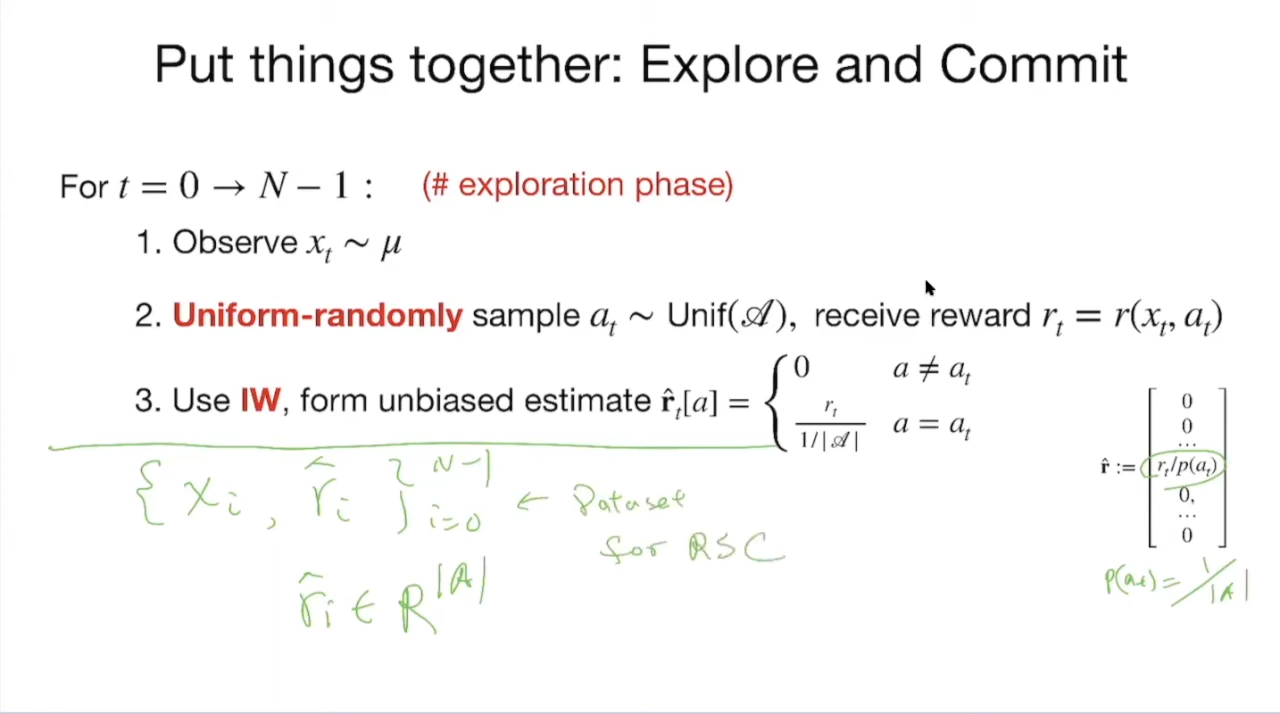 Put things together: Explore and Commit
For t = 0 → N − 1 : (# exploration phase)
1. Observe x_t ∼ μ
2. Uniform-randomly sample a_t ∼ Unif(𝒜), receive reward r_t = r(x_t, a_t)
3. Use IW, form unbiased estimate r̂_t[a] = { 0 a ≠ a_t
r_t / 1/|𝒜| a = a_t
r̂ := [ 0
0
...
r_t/p(a_t)
0,
...
0 ]
{ x_i , r̂_i }_{i=0}^{N-1} ← Dataset
for RSC
r̂_i ∈ R^{|A|}
P(a_t) = 1/|A|